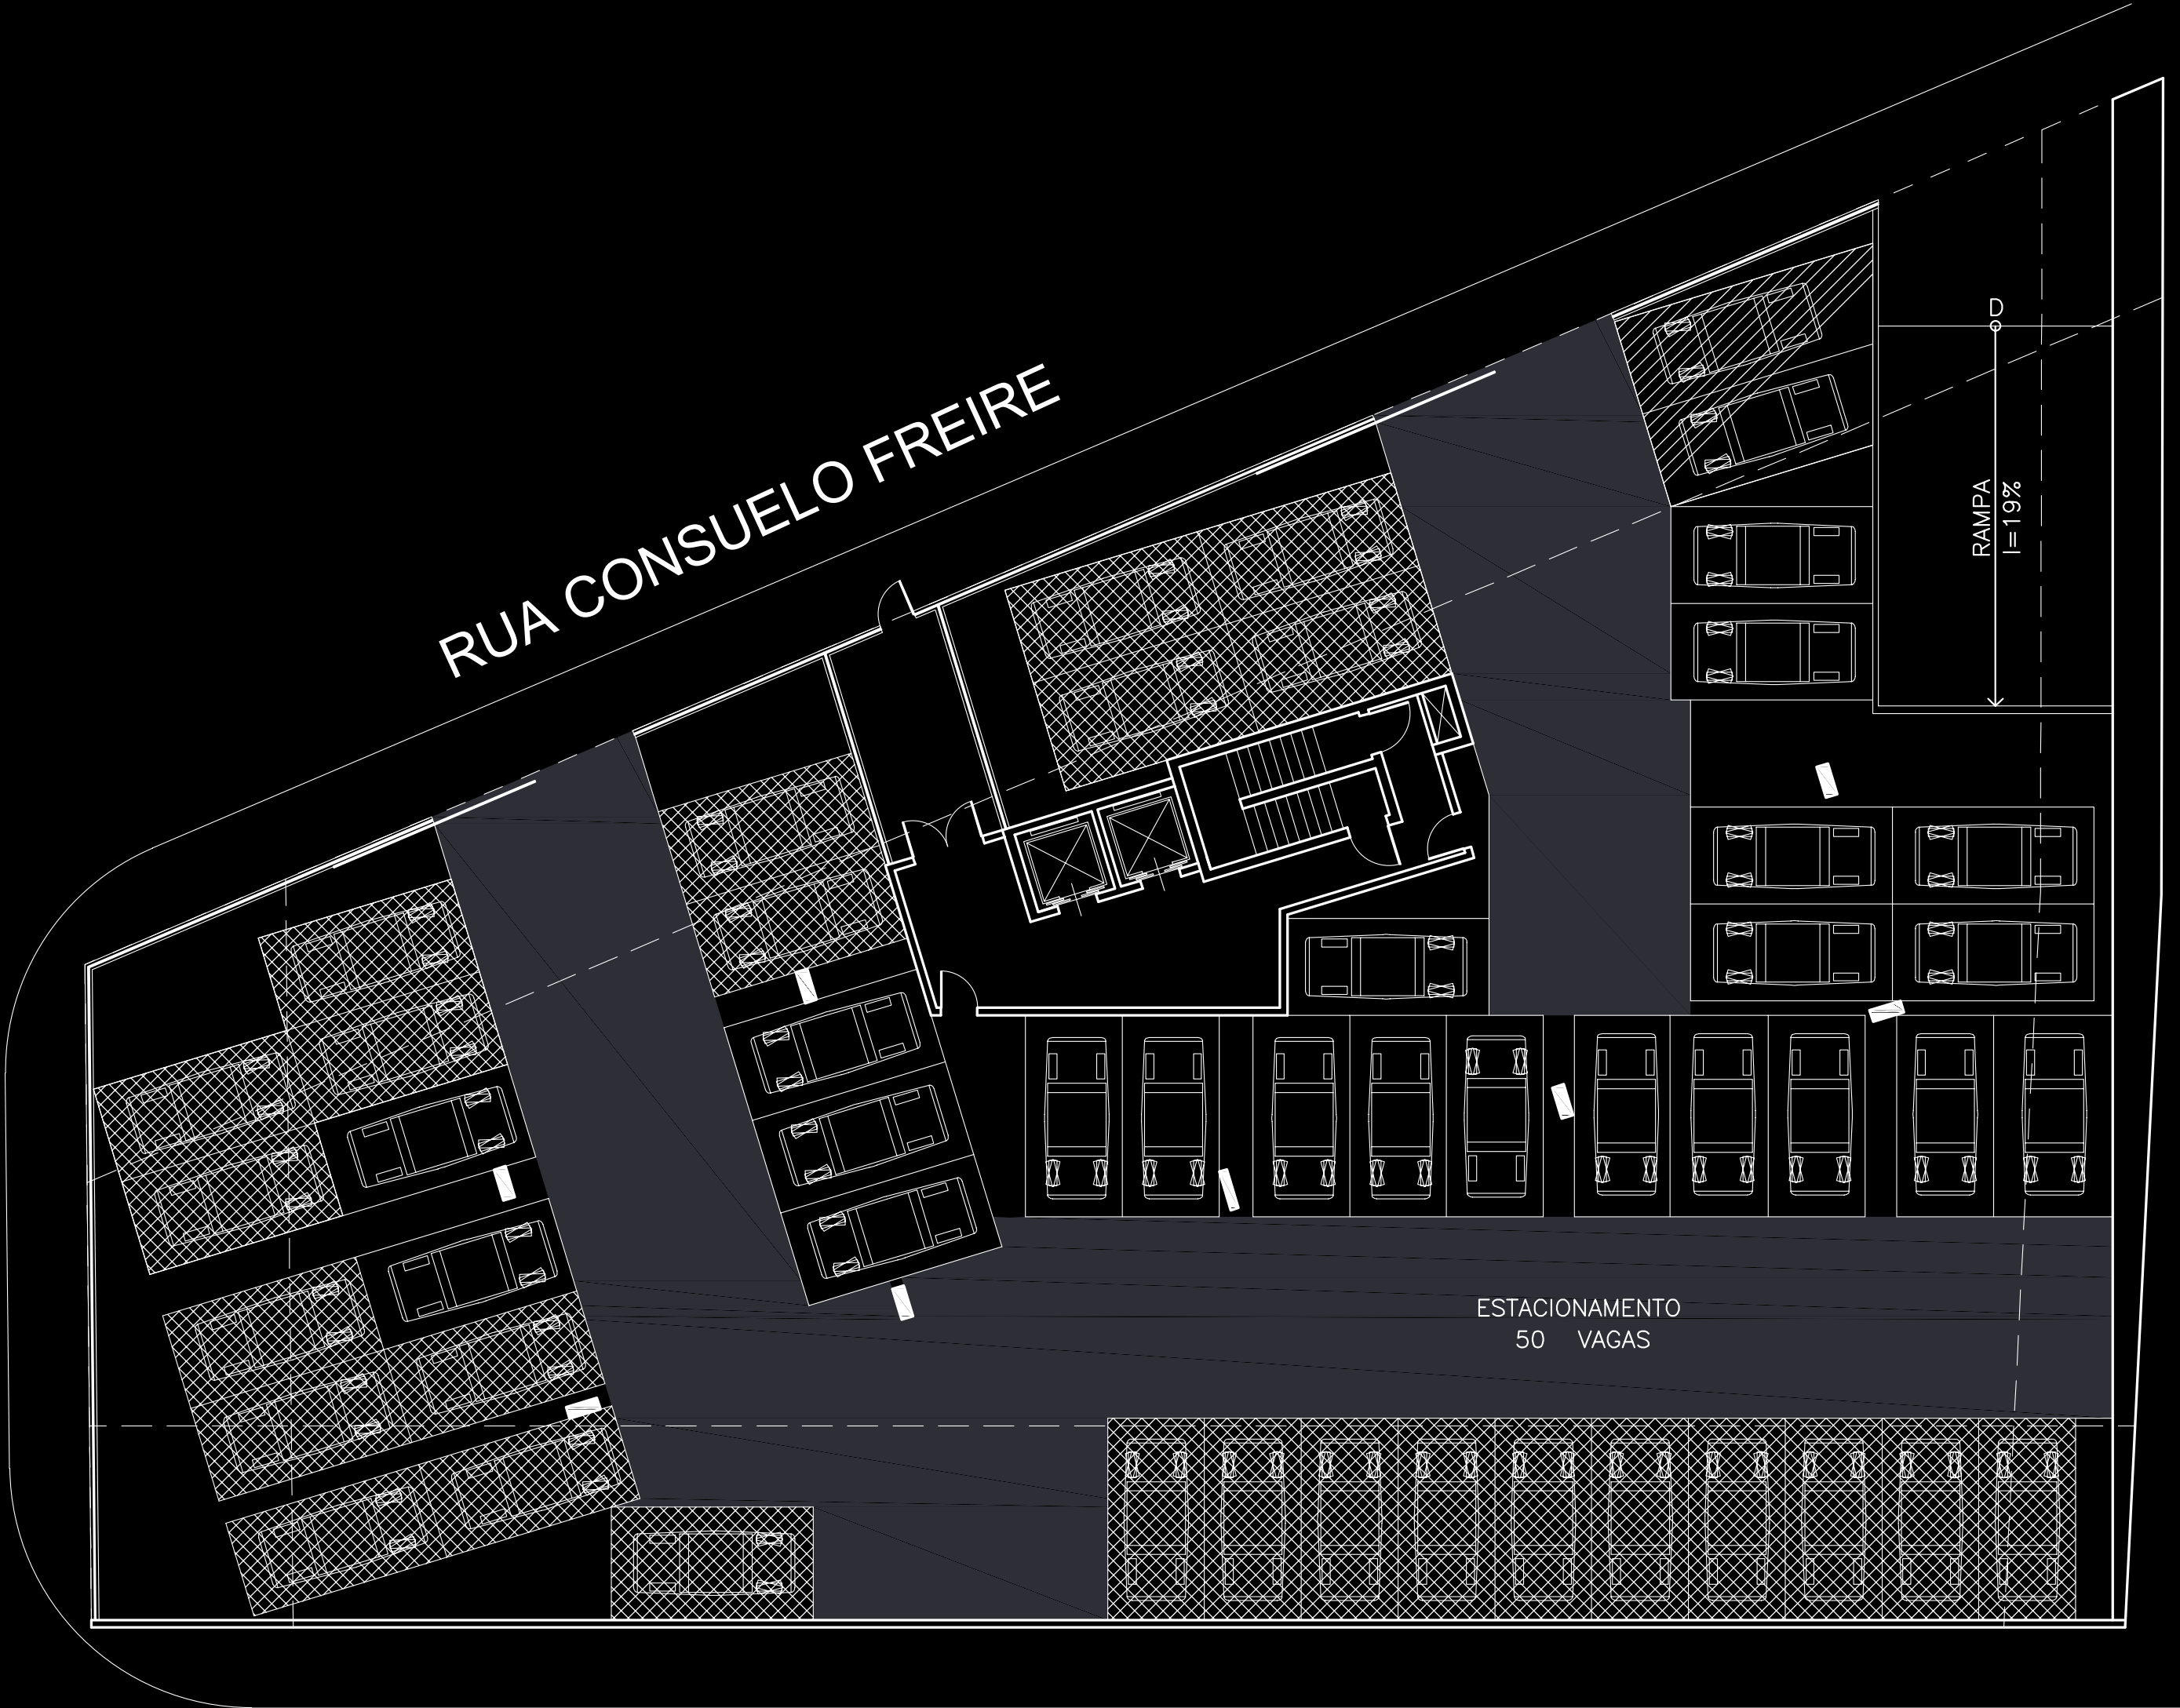 RUA CONSUELO FREIRE
D
RAMPA
I=19%
ESTACIONAMENTO
50 VAGAS